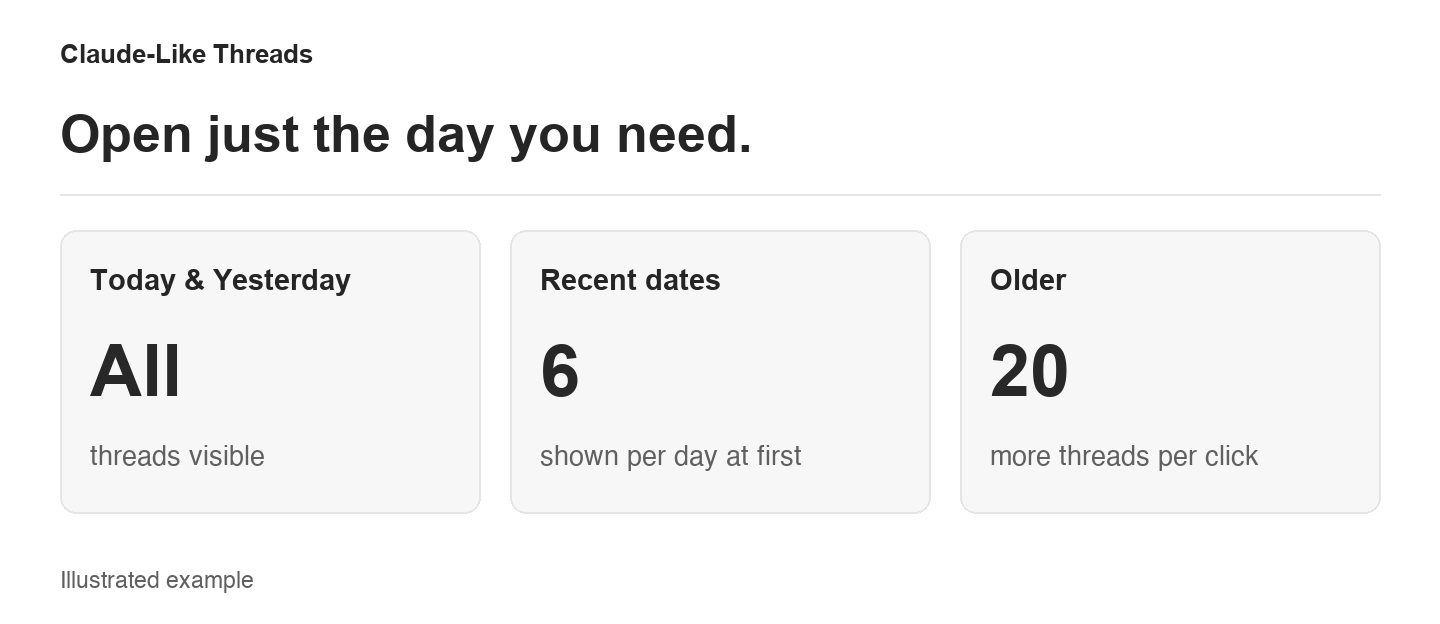 Claude-Like Threads
Open just the day you need.
Today & Yesterday
All
threads visible
Recent dates
6
shown per day at first
Older
20
more threads per click
Illustrated example